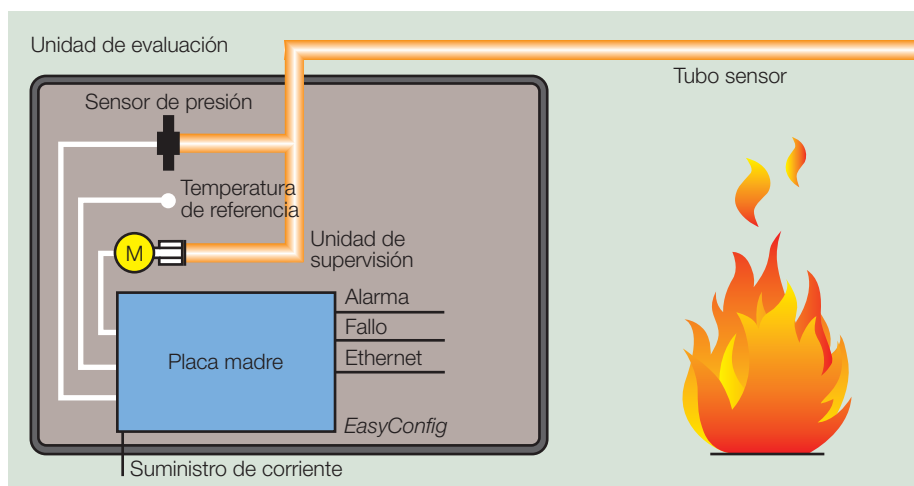 Unidad de evaluación
Tubo sensor
Sensor de presión
Temperatura
de referencia
M
Unidad de
supervisión
Alarma
Fallo
Ethernet
Placa madre
EasyConfig
Suministro de corriente